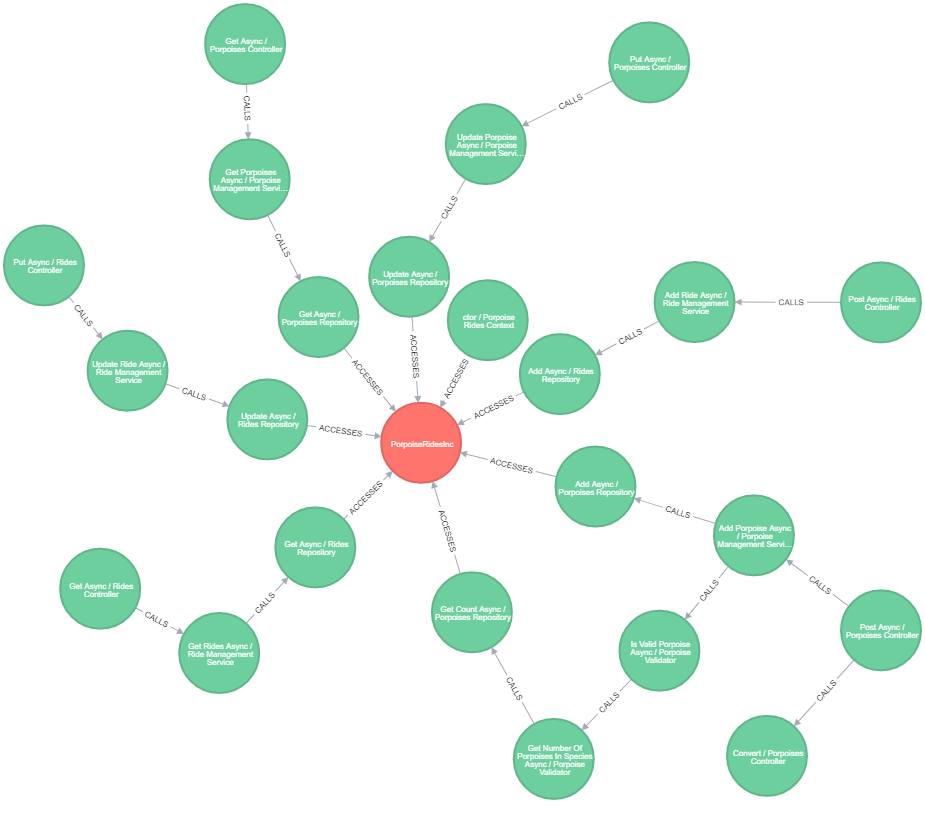 Get Async /
Porpoises Controller
CALLS
Get Porpoises
Async / Porpoise
Management Servi…
CALLS
Get Async /
Porpoises Repository
ACCESSES
Put Async /
Porpoises Controller
CALLS
Update Porpoise
Async / Porpoise
Management Servi…
CALLS
Update Async /
Porpoises Repository
ACCESSES
ctor / Porpoise
Rides Context
ACCESSES
Put Async / Rides
Controller
CALLS
Update Ride Async /
Ride Management
Service
CALLS
Update Async /
Rides Repository
ACCESSES
Post Async / Rides
Controller
CALLS
Add Ride Async /
Ride Management
Service
CALLS
Add Async / Rides
Repository
ACCESSES
PorpoiseRidesInc
Get Async / Rides
Controller
CALLS
Get Rides Async /
Ride Management
Service
CALLS
Get Async / Rides
Repository
ACCESSES
Add Async /
Porpoises Repository
ACCESSES
CALLS
Add Porpoise Async
/ Porpoise
Management Servi…
CALLS
Post Async /
Porpoises Controller
CALLS
Convert / Porpoises
Controller
CALLS
Is Valid Porpoise
Async / Porpoise
Validator
CALLS
Get Number Of
Porpoises In Species
Async / Porpoise
Validator
CALLS
Get Count Async /
Porpoises Repository
ACCESSES